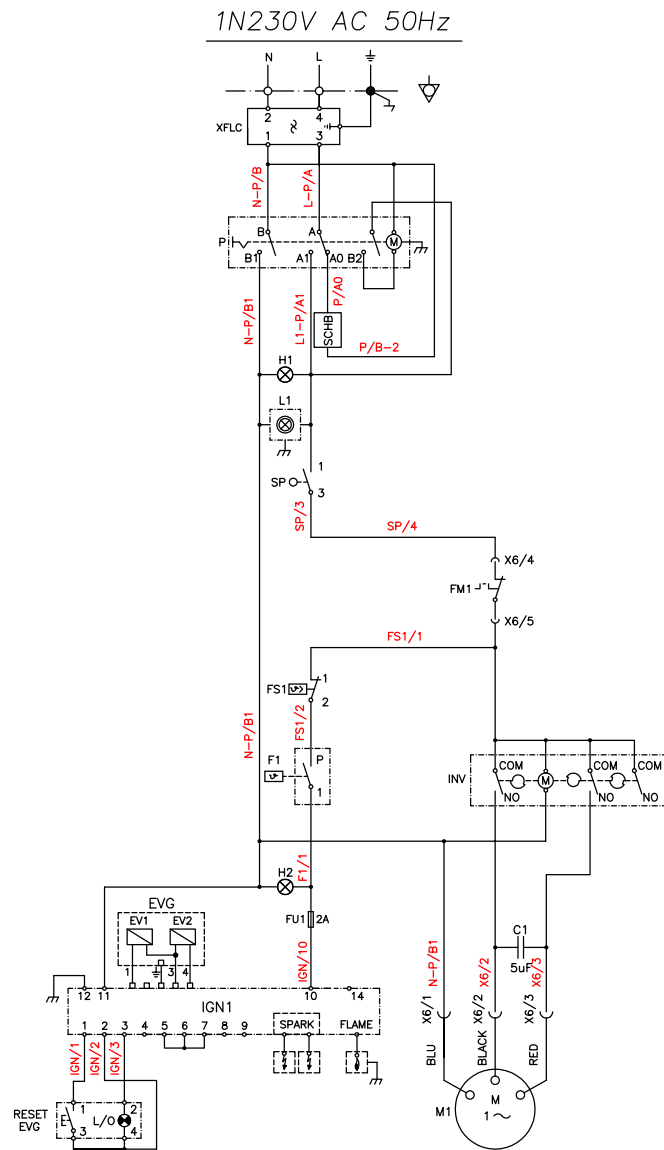 1N230V AC 50Hz
N L
2 4
XFLC
1 3
N-P/B
L-P/A
B A
P M
B1 A1 A0 B2
N-P/B1
L1-P/A1
P/A0
SCHB
P/B-2
H1
L1
1
SP
3
SP/3
SP/4
X6/4
FM1
X6/5
FS1/1
1
FS1
2
FS1/2
N-P/B1
F1 P
1
COM COM COM
INV M
NO NO NO
F1/1
H2
FU1 2A
IGN/10
EVG
EV1 EV2
1 3 4
C1
5uF
N-P/B1
X6/2
X6/3
12 11 10 14
IGN1
SPARK FLAME
1 2 3 4 5 6 7 8 9
IGN/1
IGN/2
IGN/3
X6/1
X6/2
X6/3
BLU
BLACK
RED
RESET
EVG
1 2
E L/O
3 4
M1
M
1